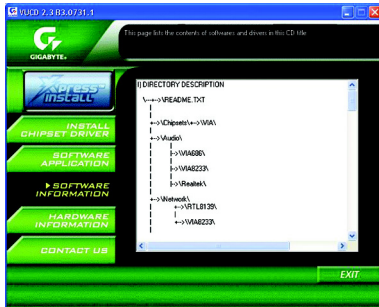 VUCD 2.3 B3.0731.1
GIGABYTE
This page lists the contents of softwares and drivers in this CD title
Xpress
INSTALL
INSTALL
CHIPSET DRIVER
SOFTWARE
APPLICATION
SOFTWARE
INFORMATION
HARDWARE
INFORMATION
CONTACT US
I) DIRECTORY DESCRIPTION
\---+-->\README.TXT
|
+-->\Chipsets\+-->VIA\
|
+-->\Audio\
|
|-->\VIA686\
|
|-->\VIA8233\
|
|-->\Realtek\
|
+-->\Network\
| +-->\RTL8139\
| |
| +-->\VIA8233\
EXIT